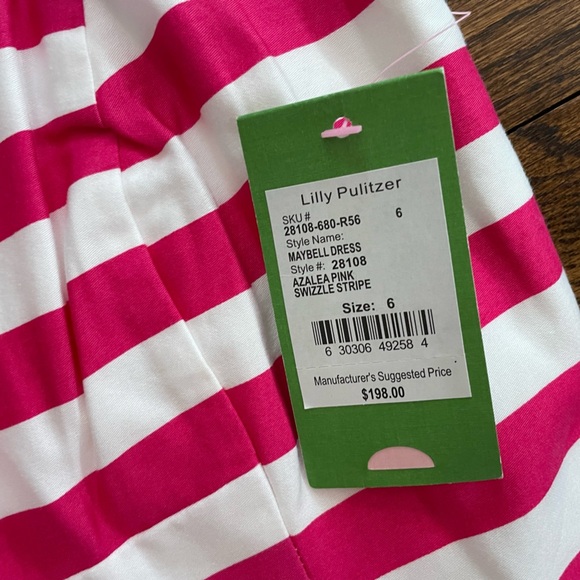 Lilly Pulitzer
SKU #
28108-680-R56 6
Style Name:
MAYBELL DRESS
Style #: 28108
AZALEA PINK
SWIZZLE STRIPE
Size: 6
6 30306 49258 4
Manufacturer's Suggested Price
$198.00